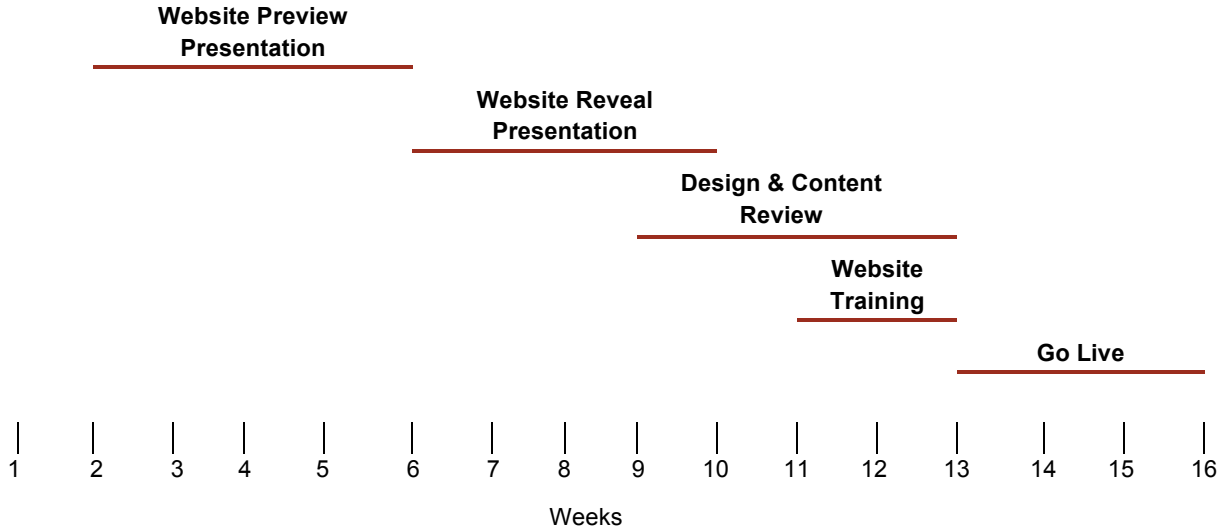 Website Preview
Presentation
Website Reveal
Presentation
Design & Content
Review
Website
Training
Go Live
1 2 3 4 5 6 7 8 9 10 11 12 13 14 15 16
Weeks